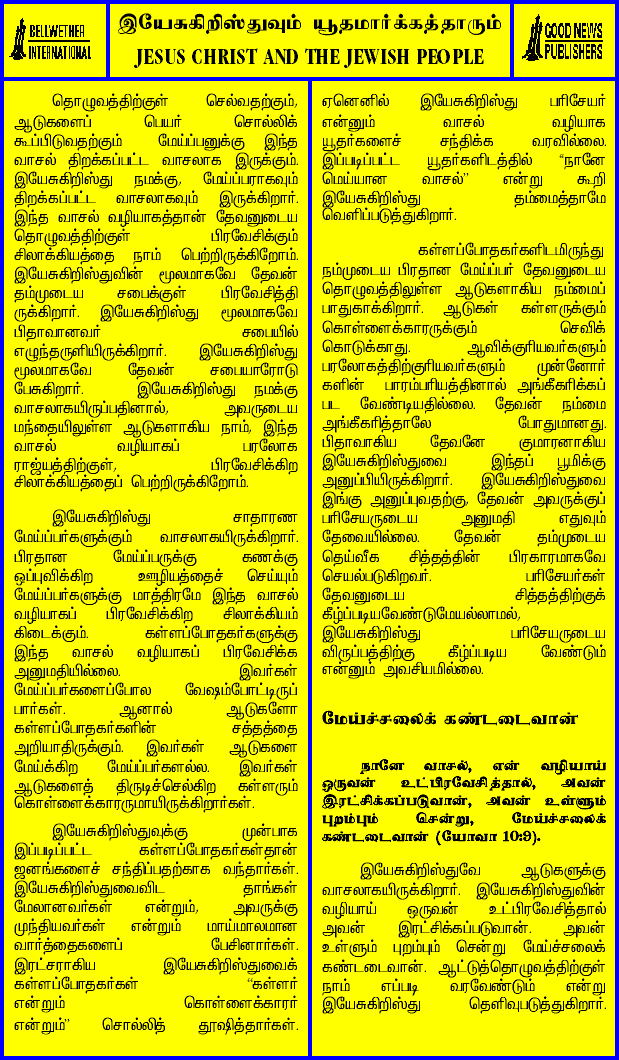 BELLWETHER
INTERNATIONAL
இயேசுகிறிஸ்துவும் யூதமார்க்கத்தாரும்
JESUS CHRIST AND THE JEWISH PEOPLE
GOOD NEWS
PUBLISHERS
தொழுவத்திற்குள் செல்வதற்கும்,
ஆடுகளைப் பெயர் சொல்லிக்
கூப்பிடுவதற்கும் மேய்ப்பனுக்கு இந்த
வாசல் திறக்கப்பட்ட வாசலாக இருக்கும்.
இயேசுகிறிஸ்து நமக்கு, மேய்ப்பராகவும்
திறக்கப்பட்ட வாசலாகவும் இருக்கிறார்.
இந்த வாசல் வழியாகத்தான் தேவனுடைய
தொழுவத்திற்குள் பிரவேசிக்கும்
சிலாக்கியத்தை நாம் பெற்றிருக்கிறோம்.
இயேசுகிறிஸ்துவின் மூலமாகவே தேவன்
தம்முடைய சபைக்குள் பிரவேசித்தி
ருக்கிறார். இயேசுகிறிஸ்து மூலமாகவே
பிதாவானவர் சபையில்
எழுந்தருளியிருக்கிறார். இயேசுகிறிஸ்து
மூலமாகவே தேவன் சபையாரோடு
பேசுகிறார். இயேசுகிறிஸ்து நமக்கு
வாசலாகயிருப்பதினால், அவருடைய
மந்தையிலுள்ள ஆடுகளாகிய நாம், இந்த
வாசல் வழியாகப் பரலோக
ராஜ்யத்திற்குள், பிரவேசிக்கிற
சிலாக்கியத்தைப் பெற்றிருக்கிறோம்.
இயேசுகிறிஸ்து சாதாரண
மேய்ப்பர்களுக்கும் வாசலாகயிருக்கிறார்.
பிரதான மேய்ப்பருக்கு கணக்கு
ஒப்புவிக்கிற ஊழியத்தைச் செய்யும்
மேய்ப்பர்களுக்கு மாத்திரமே இந்த வாசல்
வழியாகப் பிரவேசிக்கிற சிலாக்கியம்
கிடைக்கும். கள்ளப்போதகர்களுக்கு
இந்த வாசல் வழியாகப் பிரவேசிக்க
அனுமதியில்லை. இவர்கள்
மேய்ப்பர்களைப்போல வேஷம்போட்டிருப்
பார்கள். ஆனால் ஆடுகளோ
கள்ளப்போதகர்களின் சத்தத்தை
அறியாதிருக்கும். இவர்கள் ஆடுகளை
மேய்க்கிற மேய்ப்பர்களல்ல. இவர்கள்
ஆடுகளைத் திருடிச்செல்கிற கள்ளரும்
கொள்ளைக்காரருமாயிருக்கிறார்கள்.
இயேசுகிறிஸ்துவுக்கு முன்பாக
இப்படிப்பட்ட கள்ளப்போதகர்கள்தான்
ஜனங்களைச் சந்திப்பதற்காக வந்தார்கள்.
இயேசுகிறிஸ்துவைவிட தாங்கள்
மேலானவர்கள் என்றும், அவருக்கு
முந்தியவர்கள் என்றும் மாய்மாலமான
வார்த்தைகளைப் பேசினார்கள்.
இரட்சரராகிய இயேசுகிறிஸ்துவைக்
கள்ளப்போதகர்கள் “கள்ளர்
என்றும் கொள்ளைக்காரர்
என்றும்” சொல்லித் தூஷித்தார்கள்.
ஏனெனில் இயேசுகிறிஸ்து பரிசேயர்
என்னும் வாசல் வழியாக
யூதர்களைச் சந்திக்க வரவில்லை.
இப்படிப்பட்ட யூதர்களிடத்தில் “நானே
மெய்யான வாசல்” என்று கூறி
இயேசுகிறிஸ்து தம்மைத்தாமே
வெளிப்படுத்துகிறார்.
கள்ளப்போதகர்களிடமிருந்து
நம்முடைய பிரதான மேய்ப்பர் தேவனுடைய
தொழுவத்திலுள்ள ஆடுகளாகிய நம்மைப்
பாதுகாக்கிறார். ஆடுகள் கள்ளருக்கும்
கொள்ளைக்காரருக்கும் செவிக்
கொடுக்காது. ஆவிக்குரியவர்களும்
பரலோகத்திற்குரியவர்களும் முன்னோர்
களின் பாரம்பரியத்தினால் அங்கீகரிக்கப்
பட வேண்டியதில்லை. தேவன் நம்மை
அங்கீகரித்தாலே போதுமானது.
பிதாவாகிய தேவனே குமாரனாகிய
இயேசுகிறிஸ்துவை இந்தப் பூமிக்கு
அனுப்பியிருக்கிறார். இயேசுகிறிஸ்துவை
இங்கு அனுப்புவதற்கு, தேவன் அவருக்குப்
பரிசேயருடைய அனுமதி எதுவும்
தேவையில்லை. தேவன் தம்முடைய
தெய்வீக சித்தத்தின் பிரகாரமாகவே
செயல்படுகிறவர். பரிசேயர்கள்
தேவனுடைய சித்தத்திற்குக்
கீழ்ப்படியவேண்டுமேயல்லாமல்,
இயேசுகிறிஸ்து பரிசேயருடைய
விருப்பத்திற்கு கீழ்ப்படிய வேண்டும்
என்னும் அவசியமில்லை.
மேய்ச்சலைக் கண்டடைவான்
நானே வாசல், என் வழியாய்
ஒருவன் உட்பிரவேசித்தால், அவன்
இரட்சிக்கப்படுவான், அவன் உள்ளும்
புறம்பும் சென்று, மேய்ச்சலைக்
கண்டடைவான் (யோவா 10:9).
இயேசுகிறிஸ்துவே ஆடுகளுக்கு
வாசலாகயிருக்கிறார். இயேசுகிறிஸ்துவின்
வழியாய் ஒருவன் உட்பிரவேசித்தால்
அவன் இரட்சிக்கப்படுவான். அவன்
உள்ளும் புறம்பும் சென்று மேய்ச்சலைக்
கண்டடைவான். ஆட்டுத்தொழுவத்திற்குள்
நாம் எப்படி வரவேண்டும் என்று
இயேசுகிறிஸ்து தெளிவுபடுத்துகிறார்.